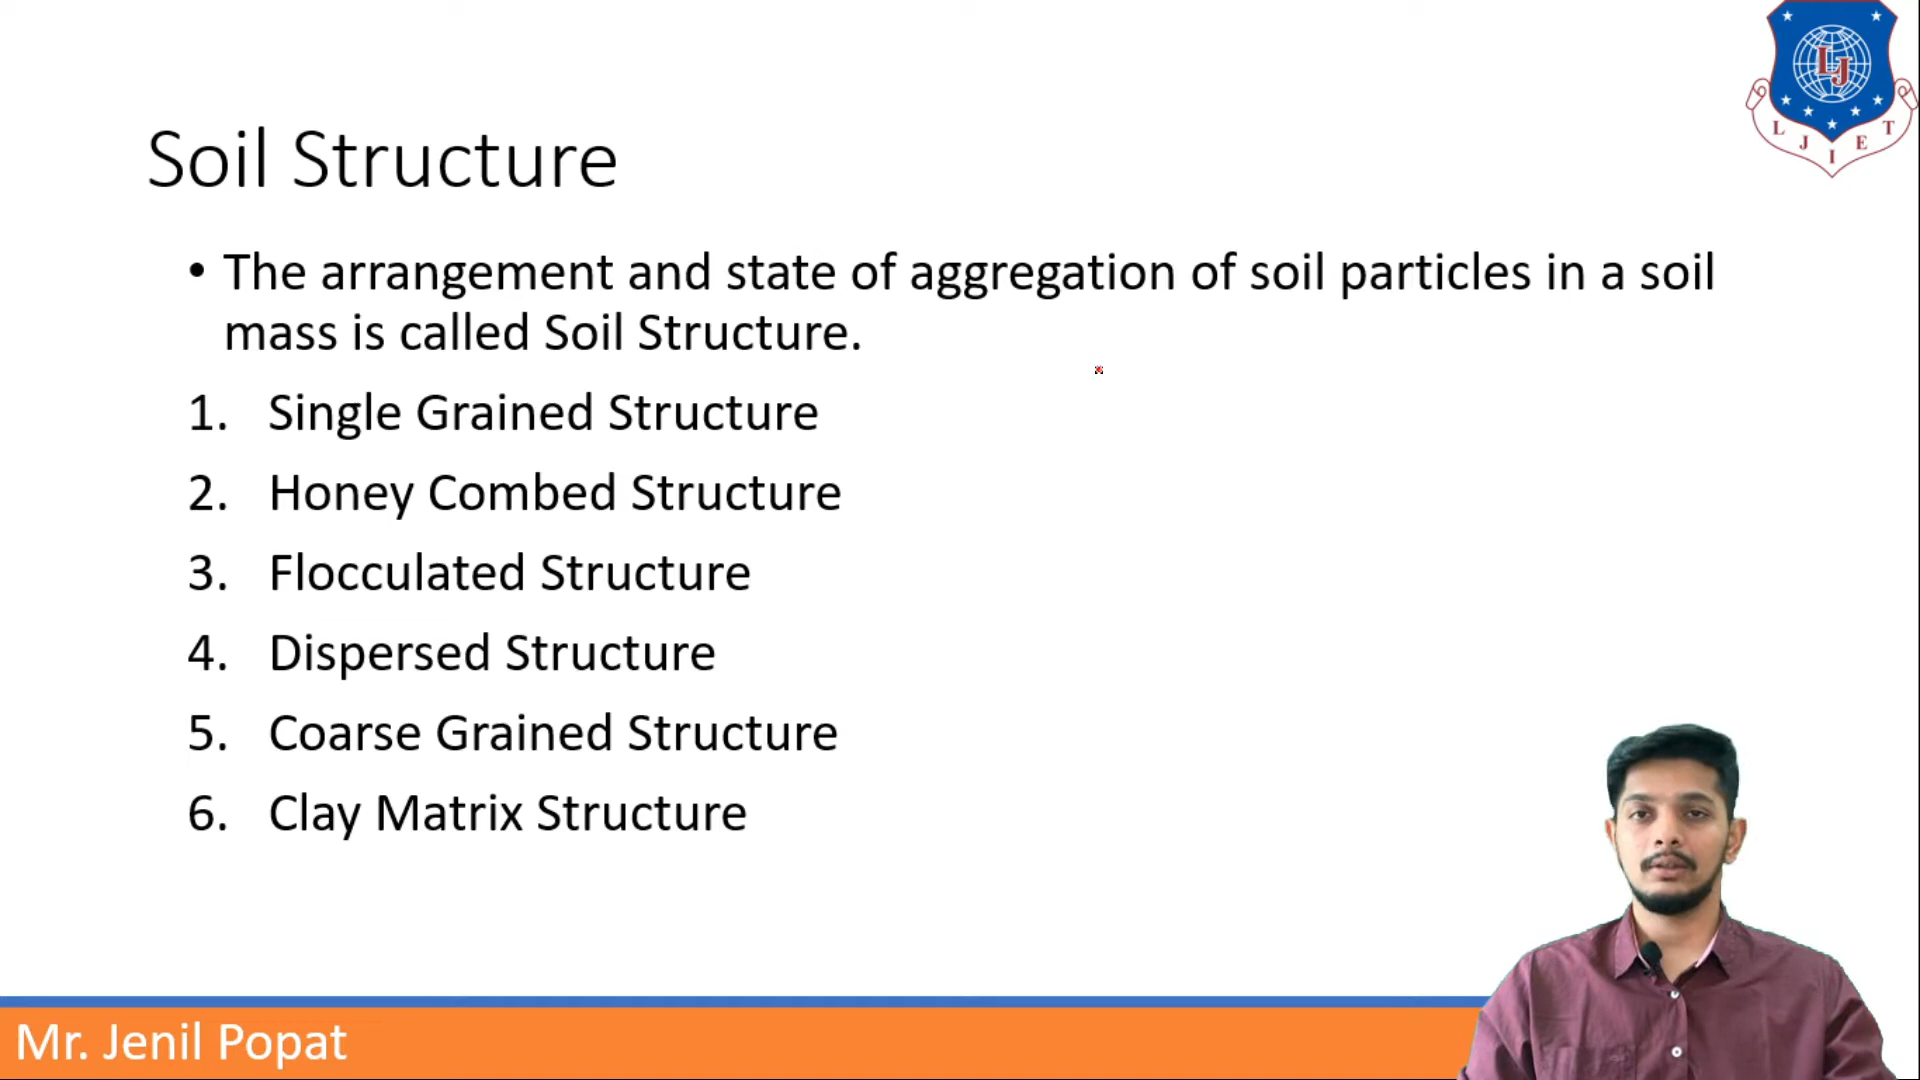 LJ
L J I E T
Soil Structure
• The arrangement and state of aggregation of soil particles in a soil
mass is called Soil Structure.
1. Single Grained Structure
2. Honey Combed Structure
3. Flocculated Structure
4. Dispersed Structure
5. Coarse Grained Structure
6. Clay Matrix Structure
Mr. Jenil Popat